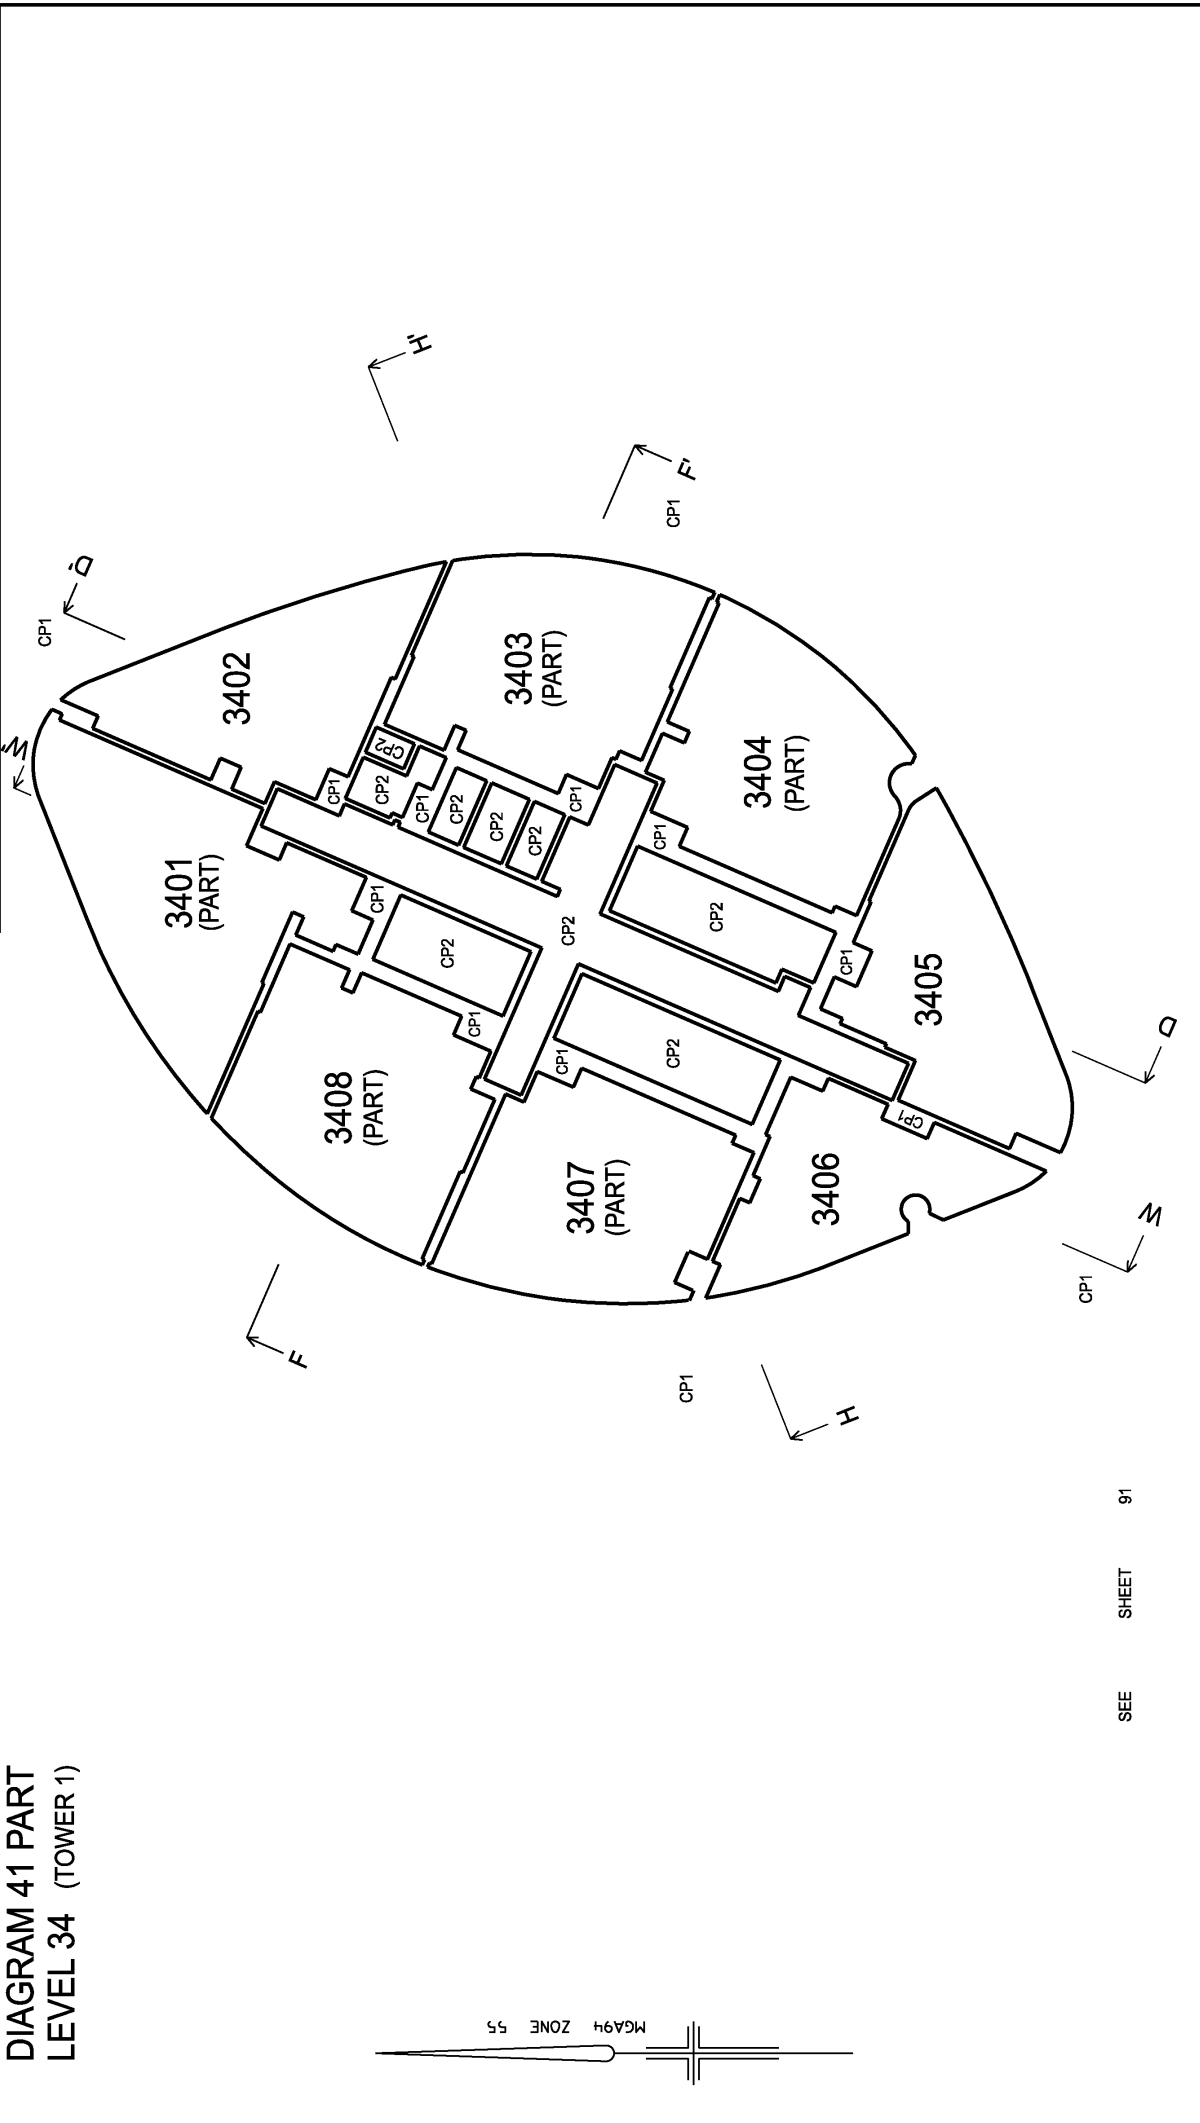 DIAGRAM 41 PART
LEVEL 34 (TOWER 1)
MGA94 ZONE 55
SEE SHEET 91
F
H
W
D
CP1
CP1
3408
(PART)
3407
(PART)
3406
3405
3401
(PART)
3402
3403
(PART)
3404
(PART)
CP1
CP2
CP1
CP1
CP2
CP1
CP2
CP1
CP2
CP1
CP1
CP2
CP2
CP1
CP2
CP2
CP2
CP1
W'
D'
H'
F'
CP1
CP1